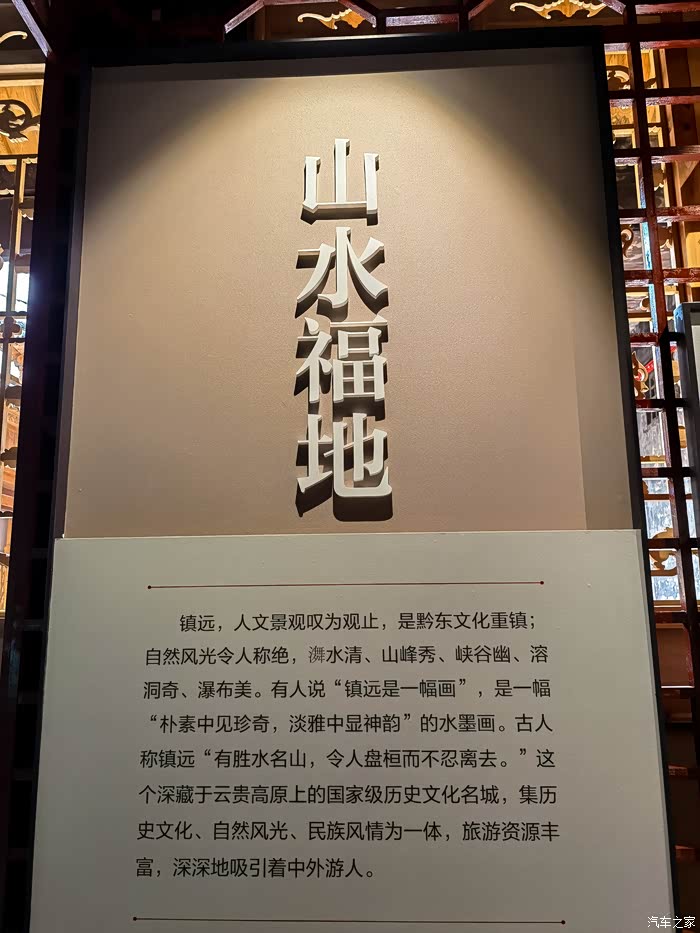 山水福地
镇远，人文景观叹为观止，是黔东文化重镇；
自然风光令人称绝，㵲水清、山峰秀、峡谷幽、溶
洞奇、瀑布美。有人说“镇远是一幅画”，是一幅
“朴素中见珍奇，淡雅中显神韵”的水墨画。古人
称镇远“有胜水名山，令人盘桓而不忍离去。”这
个深藏于云贵高原上的国家级历史文化名城，集历
史文化、自然风光、民族风情为一体，旅游资源丰
富，深深地吸引着中外游人。
汽车之家